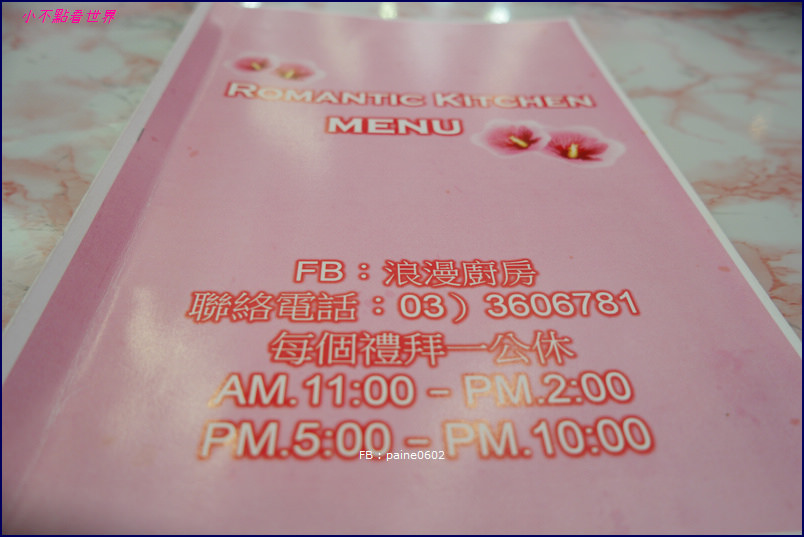 小不點看世界
ROMANTIC KITCHEN
MENU
FB：浪漫廚房
聯絡電話：03）3606781
每個禮拜一公休
AM.11:00 - PM.2:00
PM.5:00 - PM.10:00
FB : paine0602